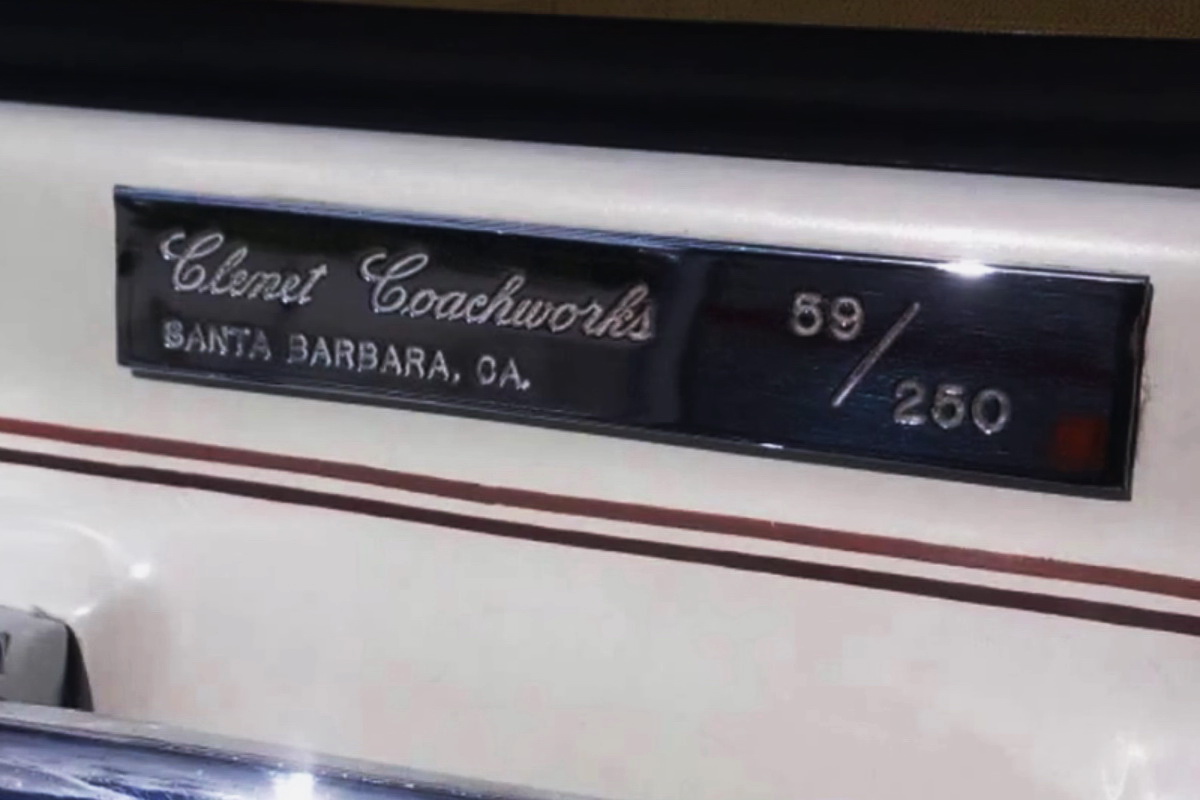 Clenet Coachworks
SANTA BARBARA, CA.
59/250